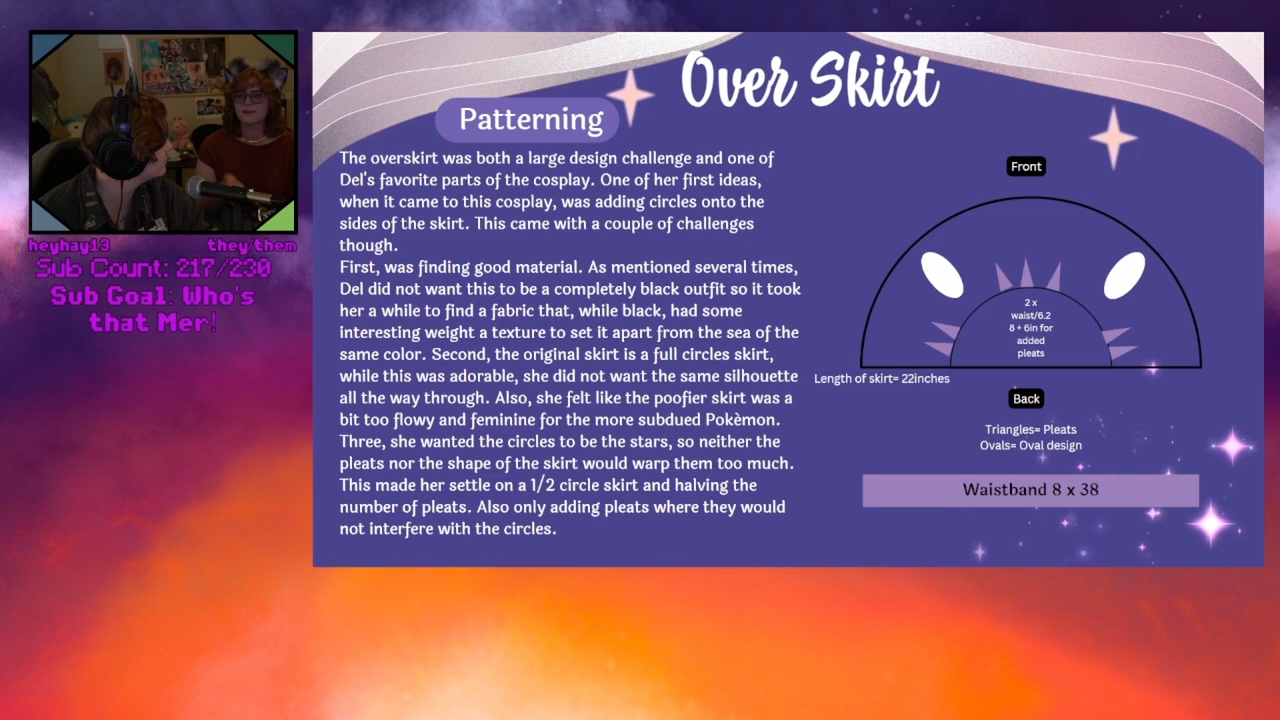 Over Skirt
Patterning
The overskirt was both a large design challenge and one of
Del's favorite parts of the cosplay. One of her first ideas,
when it came to this cosplay, was adding circles onto the
sides of the skirt. This came with a couple of challenges
though.
First, was finding good material. As mentioned several times,
Del did not want this to be a completely black outfit so it took
her a while to find a fabric that, while black, had some
interesting weight a texture to set it apart from the sea of the
same color. Second, the original skirt is a full circles skirt,
while this was adorable, she did not want the same silhouette
all the way through. Also, she felt like the poofier skirt was a
bit too flowy and feminine for the more subdued Pokèmon.
Three, she wanted the circles to be the stars, so neither the
pleats nor the shape of the skirt would warp them too much.
This made her settle on a 1/2 circle skirt and halving the
number of pleats. Also only adding pleats where they would
not interfere with the circles.
Front
2 x
waist/6.2
8 + 6in for
added
pleats
Length of skirt= 22inches
Back
Triangles= Pleats
Ovals= Oval design
Waistband 8 x 38
heyhay13
they/them
Sub Count: 217/230
Sub Goal: Who's
that Mer!